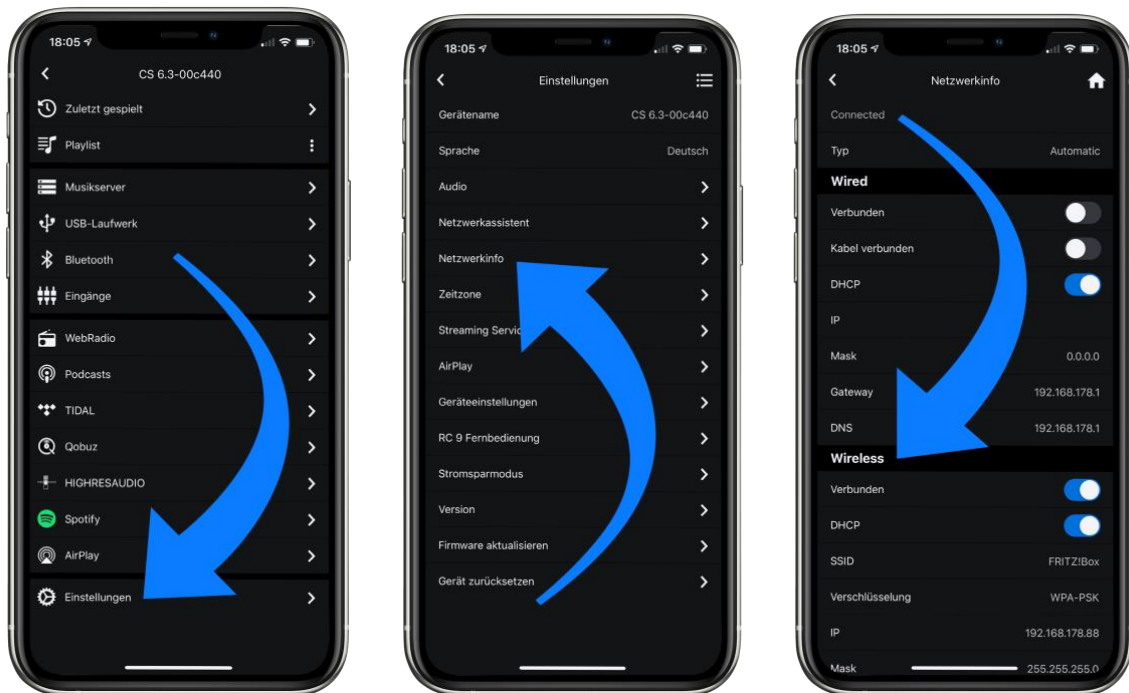 18:05
CS 6.3-00c440
Zuletzt gespielt
Playlist
Musikserver
USB-Laufwerk
Bluetooth
Eingänge
WebRadio
Podcasts
TIDAL
Qobuz
HIGHRESAUDIO
Spotify
AirPlay
Einstellungen
18:05
Einstellungen
Gerätename CS 6.3-00c440
Sprache Deutsch
Audio
Netzwerkassistent
Netzwerkinfo
Zeitzone
Streaming Servic
AirPlay
Geräteeinstellungen
RC 9 Fernbedienung
Stromsparmodus
Version
Firmware aktualisieren
Gerät zurücksetzen
18:05
Netzwerkinfo
Connected
Typ Automatic
Wired
Verbunden
Kabel verbunden
DHCP
IP
Mask 0.0.0.0
Gateway 192.168.178.1
DNS 192.168.178.1
Wireless
Verbunden
DHCP
SSID FRITZ!Box
Verschlüsselung WPA-PSK
IP 192.168.178.88
Mask 255.255.255.0